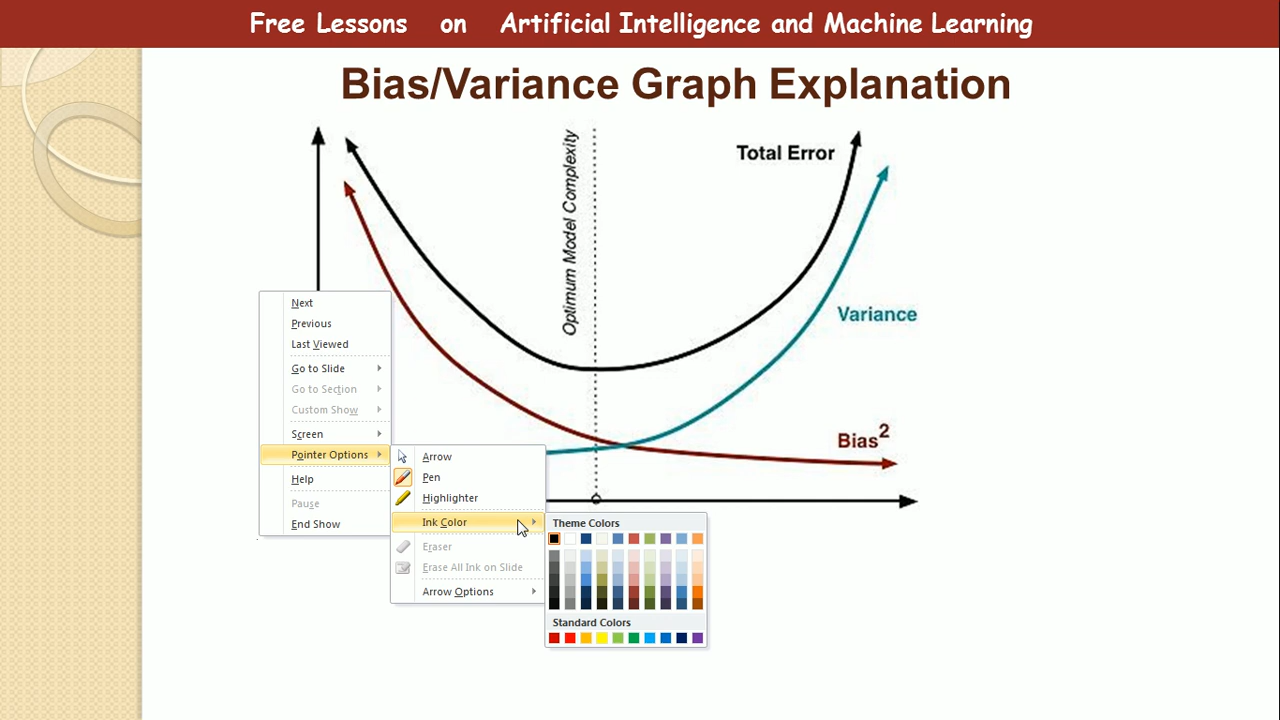 Free Lessons on Artificial Intelligence and Machine Learning
Bias/Variance Graph Explanation
Optimum Model Complexity
Total Error
Variance
Bias²
Next
Previous
Last Viewed
Go to Slide
Go to Section
Custom Show
Screen
Pointer Options
Help
Pause
End Show
Arrow
Pen
Highlighter
Ink Color
Eraser
Erase All Ink on Slide
Arrow Options
Theme Colors
Standard Colors